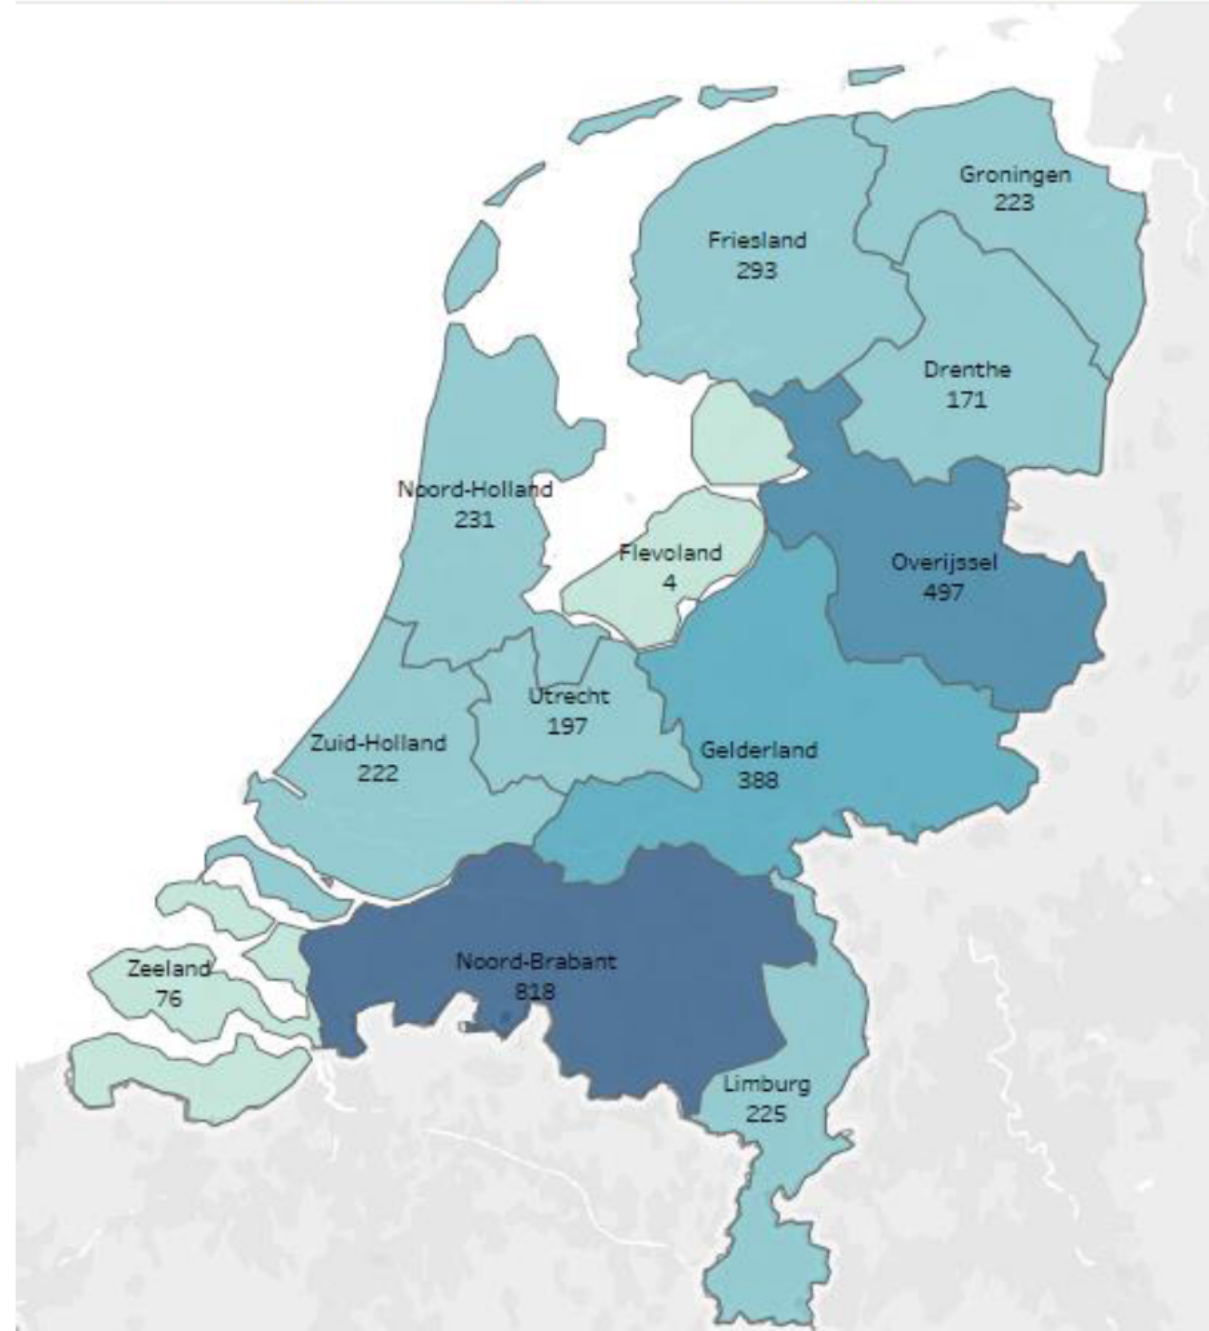 Groningen
223
Friesland
293
Drenthe
171
Noord-Holland
231
Flevoland
4
Overijssel
497
Utrecht
197
Zuid-Holland
222
Gelderland
388
Zeeland
76
Noord-Brabant
818
Limburg
225